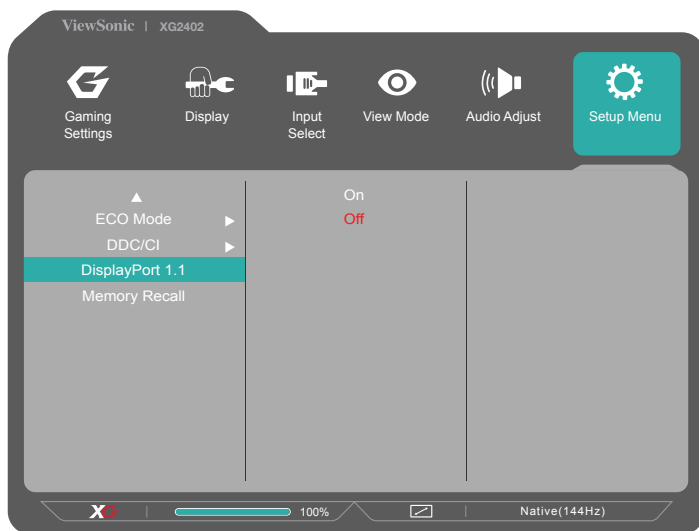 ViewSonic | XG2402
Gaming Settings
Display
Input Select
View Mode
Audio Adjust
Setup Menu
ECO Mode
DDC/CI
DisplayPort 1.1
Memory Recall
On
Off
XG | 100% | Native(144Hz)